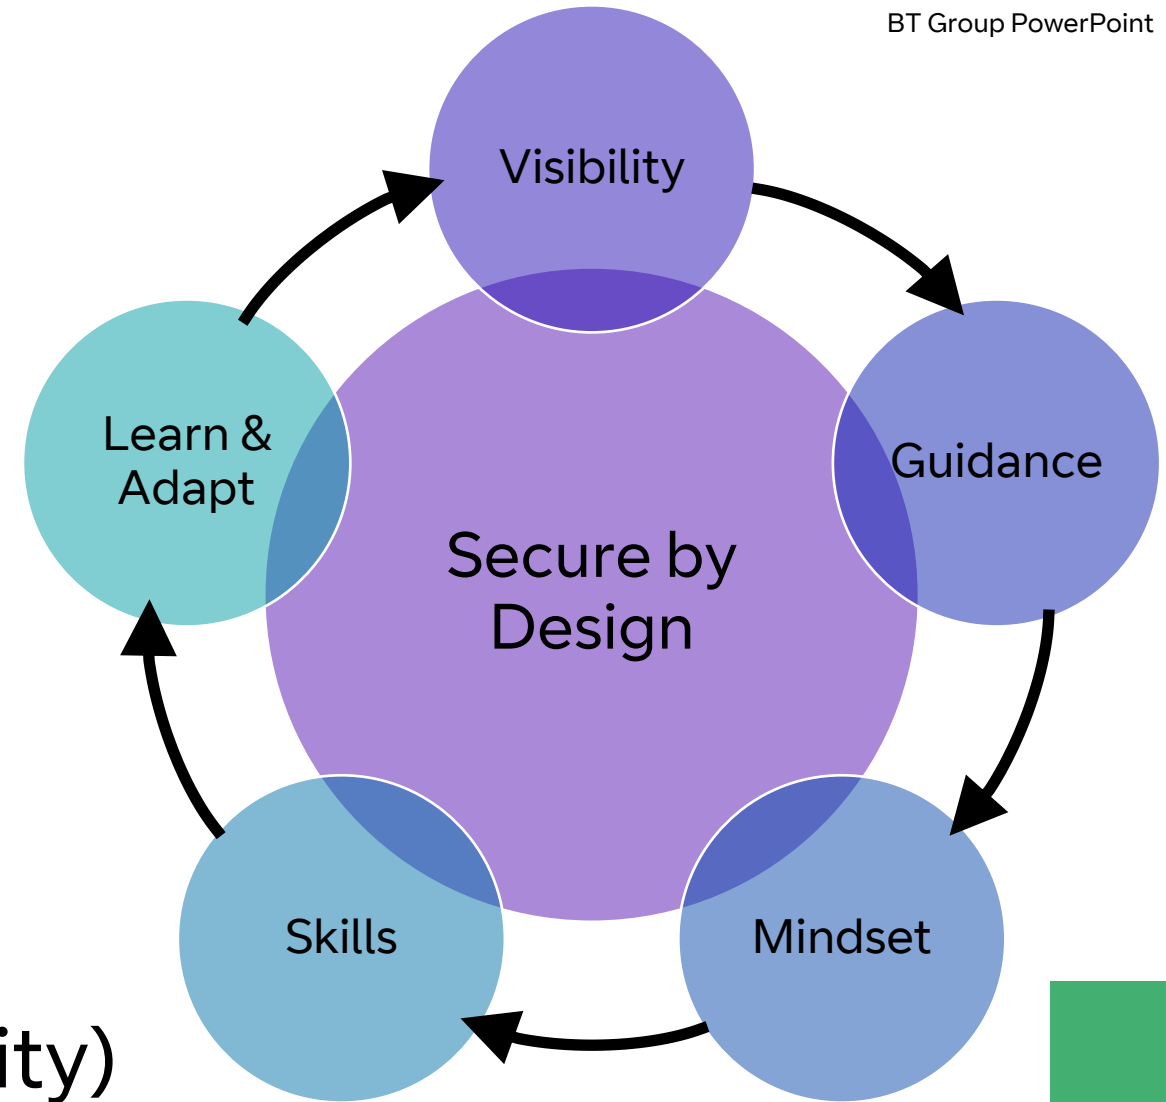 BT Group PowerPoint
Visibility
Guidance
Learn &
Adapt
Secure by
Design
Skills
Mindset
ity)